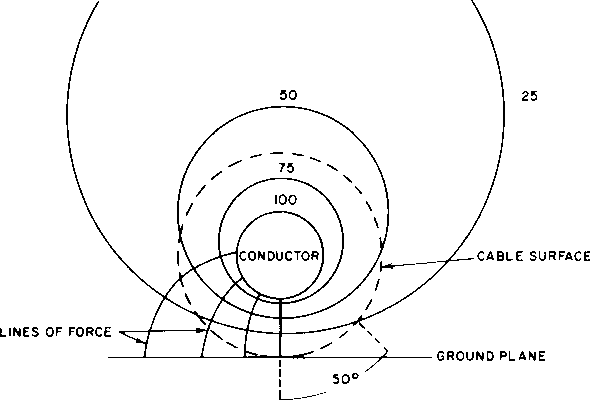 25
50
75
100
CONDUCTOR
CABLE SURFACE
LINES OF FORCE
GROUND PLANE
50°